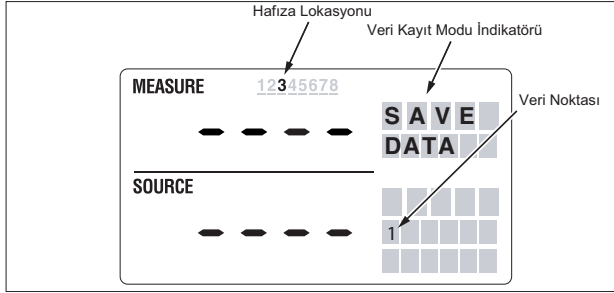 Hafıza Lokasyonu
Veri Kayıt Modu İndikatörü
Veri Noktası
MEASURE 12345678
SAVE
DATA
- - - -
SOURCE
1
- - - -